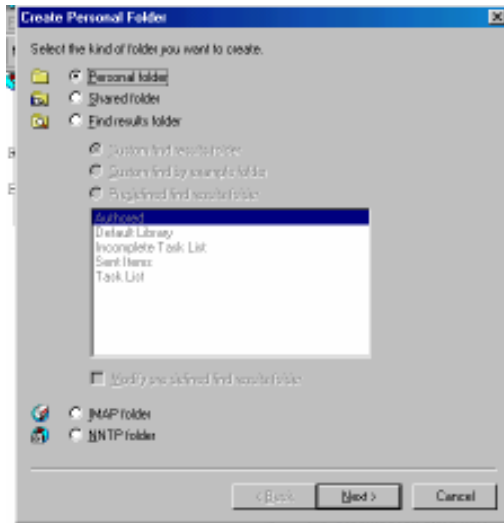 Create Personal Folder
Select the kind of folder you want to create.
Personal folder
Shared folder
Find results folder
Custom find results folder
Custom find by example folder
Predefined find results folder
Authored
Default Library
Incomplete Task List
Sent Items
Task List
Modify predefined find results folder
IMAP folder
NNTP folder
< Back
Next >
Cancel